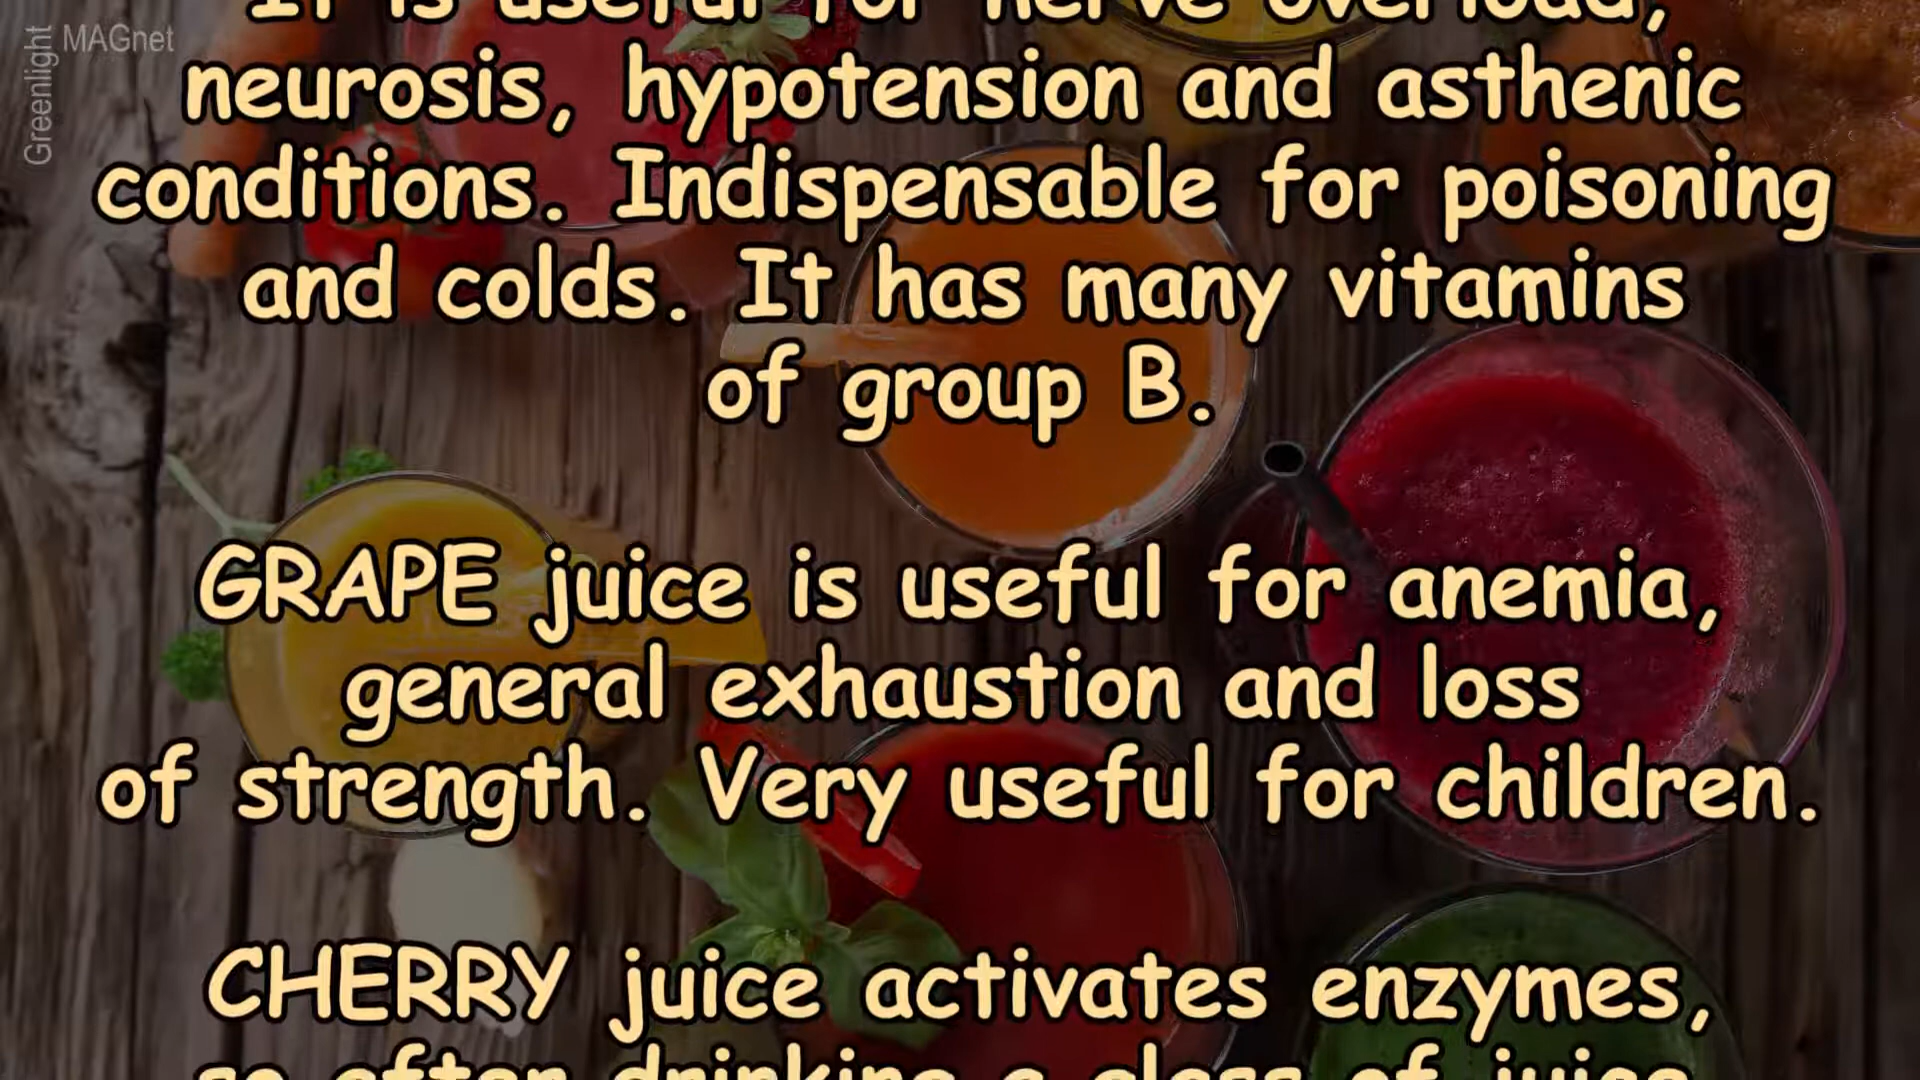 Greenlight
MAGnet
It is useful for nerve overload,
neurosis, hypotension and asthenic
conditions. Indispensable for poisoning
and colds. It has many vitamins
of group B.
GRAPE juice is useful for anemia,
general exhaustion and loss
of strength. Very useful for children.
CHERRY juice activates enzymes,
so often drinking a glass of juice